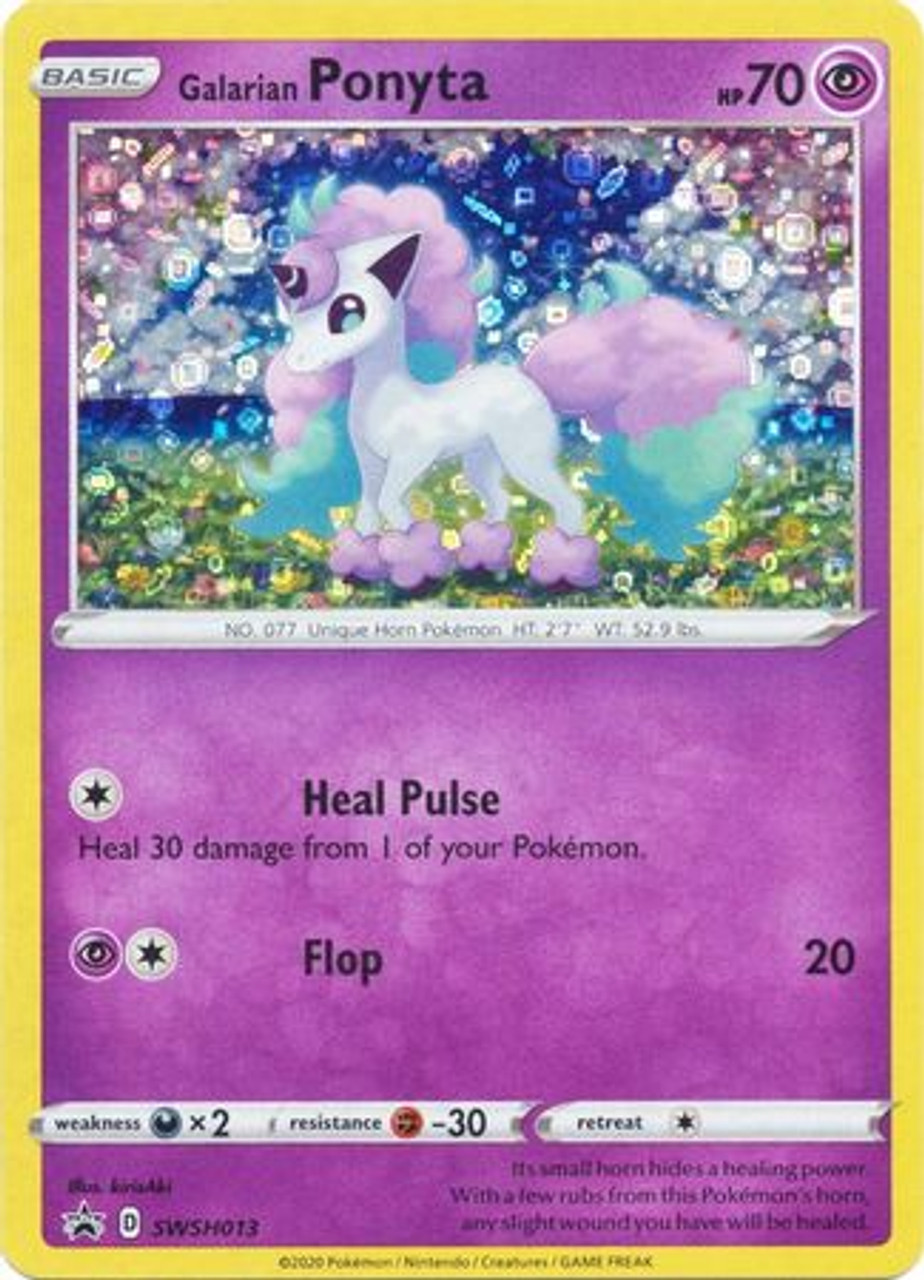 BASIC Galarian Ponyta HP 70
NO. 077 Unique Horn Pokémon HT. 2'7" WT. 52.9 lbs.
Heal Pulse
Heal 30 damage from 1 of your Pokémon.
Flop 20
weakness ×2 resistance -30 retreat
Its small horn hides a healing power.
With a few rubs from this Pokémon's horn,
any slight wound you have will be healed.
Illus. kirisAki
D SWSH013
©2020 Pokémon / Nintendo / Creatures / GAME FREAK